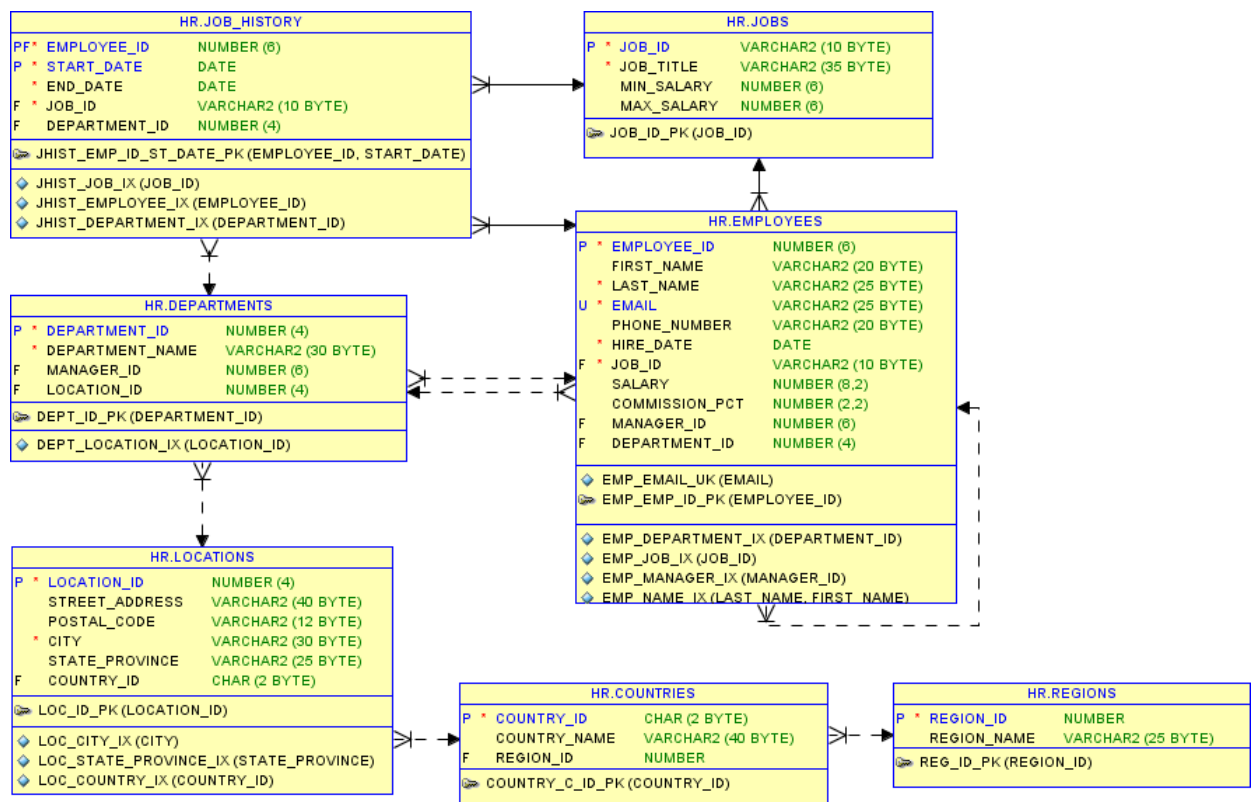 HR.JOB_HISTORY
PF* EMPLOYEE_ID NUMBER (6)
P * START_DATE DATE
* END_DATE DATE
F * JOB_ID VARCHAR2 (10 BYTE)
F DEPARTMENT_ID NUMBER (4)
JHIST_EMP_ID_ST_DATE_PK (EMPLOYEE_ID, START_DATE)
JHIST_JOB_IX (JOB_ID)
JHIST_EMPLOYEE_IX (EMPLOYEE_ID)
JHIST_DEPARTMENT_IX (DEPARTMENT_ID)
HR.JOBS
P * JOB_ID VARCHAR2 (10 BYTE)
* JOB_TITLE VARCHAR2 (35 BYTE)
MIN_SALARY NUMBER (6)
MAX_SALARY NUMBER (6)
JOB_ID_PK (JOB_ID)
HR.EMPLOYEES
P * EMPLOYEE_ID NUMBER (6)
FIRST_NAME VARCHAR2 (20 BYTE)
* LAST_NAME VARCHAR2 (25 BYTE)
U * EMAIL VARCHAR2 (25 BYTE)
PHONE_NUMBER VARCHAR2 (20 BYTE)
* HIRE_DATE DATE
F * JOB_ID VARCHAR2 (10 BYTE)
SALARY NUMBER (8,2)
COMMISSION_PCT NUMBER (2,2)
F MANAGER_ID NUMBER (6)
F DEPARTMENT_ID NUMBER (4)
EMP_EMAIL_UK (EMAIL)
EMP_EMP_ID_PK (EMPLOYEE_ID)
EMP_DEPARTMENT_IX (DEPARTMENT_ID)
EMP_JOB_IX (JOB_ID)
EMP_MANAGER_IX (MANAGER_ID)
EMP_NAME_IX (LAST_NAME, FIRST_NAME)
HR.DEPARTMENTS
P * DEPARTMENT_ID NUMBER (4)
* DEPARTMENT_NAME VARCHAR2 (30 BYTE)
F MANAGER_ID NUMBER (6)
F LOCATION_ID NUMBER (4)
DEPT_ID_PK (DEPARTMENT_ID)
DEPT_LOCATION_IX (LOCATION_ID)
HR.LOCATIONS
P * LOCATION_ID NUMBER (4)
STREET_ADDRESS VARCHAR2 (40 BYTE)
POSTAL_CODE VARCHAR2 (12 BYTE)
* CITY VARCHAR2 (30 BYTE)
STATE_PROVINCE VARCHAR2 (25 BYTE)
F COUNTRY_ID CHAR (2 BYTE)
LOC_ID_PK (LOCATION_ID)
LOC_CITY_IX (CITY)
LOC_STATE_PROVINCE_IX (STATE_PROVINCE)
LOC_COUNTRY_IX (COUNTRY_ID)
HR.COUNTRIES
P * COUNTRY_ID CHAR (2 BYTE)
COUNTRY_NAME VARCHAR2 (40 BYTE)
F REGION_ID NUMBER
COUNTRY_C_ID_PK (COUNTRY_ID)
HR.REGIONS
P * REGION_ID NUMBER
REGION_NAME VARCHAR2 (25 BYTE)
REG_ID_PK (REGION_ID)